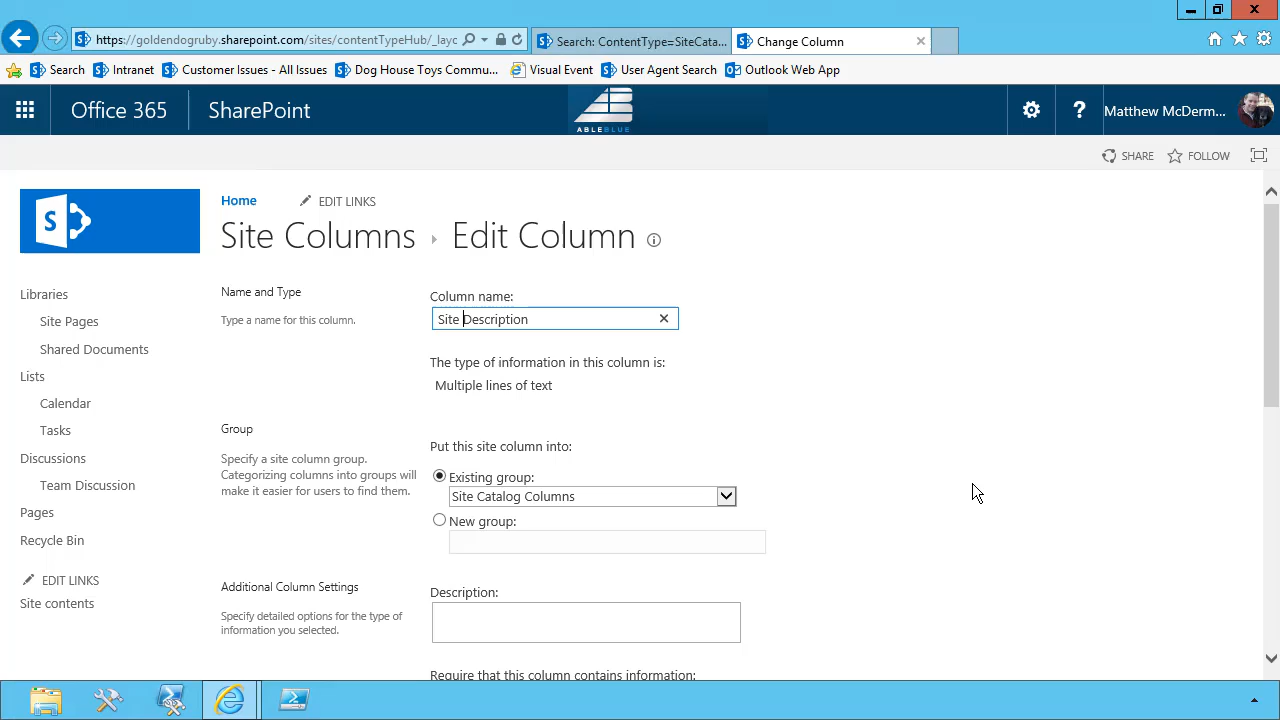 https://goldendogruby.sharepoint.com/sites/contentTypeHub/_layc
Search: ContentType=SiteCata...
Change Column
Search
Intranet
Customer Issues - All Issues
Dog House Toys Commu...
Visual Event
User Agent Search
Outlook Web App
Office 365
SharePoint
ABLEBLUE
?
Matthew McDerm...
SHARE
FOLLOW
S
Home
EDIT LINKS
Site Columns
Edit Column
Libraries
Site Pages
Shared Documents
Lists
Calendar
Tasks
Discussions
Team Discussion
Pages
Recycle Bin
EDIT LINKS
Site contents
Name and Type
Type a name for this column.
Column name:
Site Description
The type of information in this column is:
Multiple lines of text
Group
Specify a site column group.
Categorizing columns into groups will
make it easier for users to find them.
Put this site column into:
Existing group:
Site Catalog Columns
New group:
Additional Column Settings
Specify detailed options for the type of
information you selected.
Description:
Require that this column contains information: